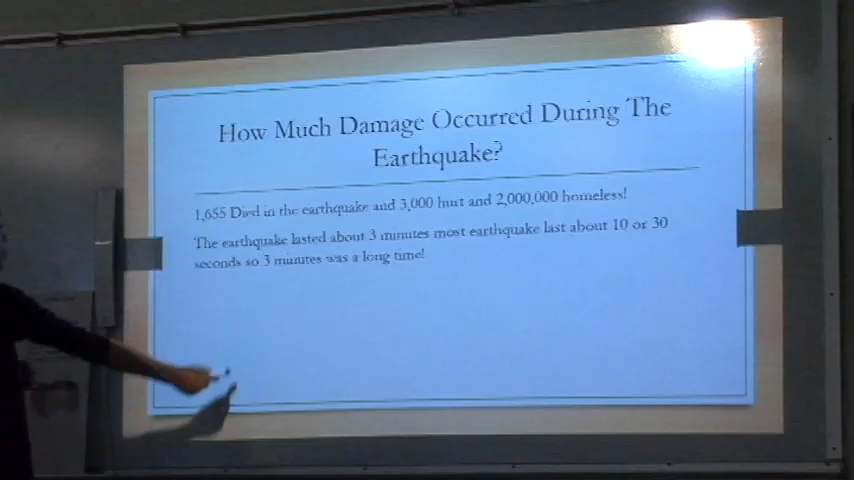 How Much Damage Occurred During The
Earthquake?
1,655 Died in the earthquake and 3,000 hurt and 2,000,000 homeless!
The earthquake lasted about 3 minutes most earthquake last about 10 or 30
seconds so 3 minutes was a long time!